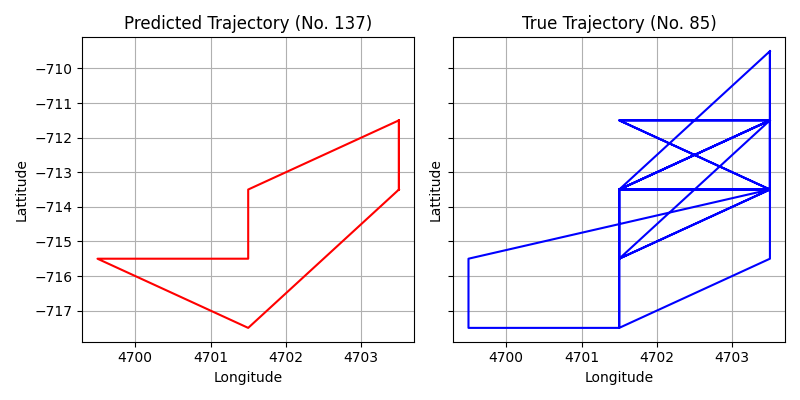 Predicted Trajectory (No. 137)
True Trajectory (No. 85)
−710
−711
−712
−713
−714
−715
−716
−717
Lattitude
Lattitude
4700
4701
4702
4703
4700
4701
4702
4703
Longitude
Longitude